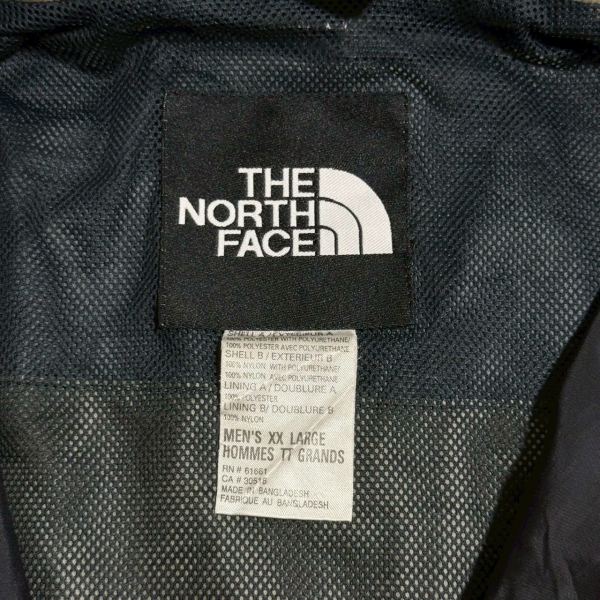 THE
NORTH
FACE
SHELL A / EXTERIEUR A
100% POLYESTER WITH POLYURETHANE/
100% POLYESTER AVEC POLYURETHANE
SHELL B / EXTERIEUR B
100% NYLON WITH POLYURETHANE/
100% NYLON AVEC POLYURETHANE
LINING A / DOUBLURE A
100% POLYESTER
LINING B/ DOUBLURE B
100% NYLON
MEN'S XX LARGE
HOMMES TT GRANDS
RN # 61661
CA # 30516
MADE IN BANGLADESH
FABRIQUE AU BANGLADESH